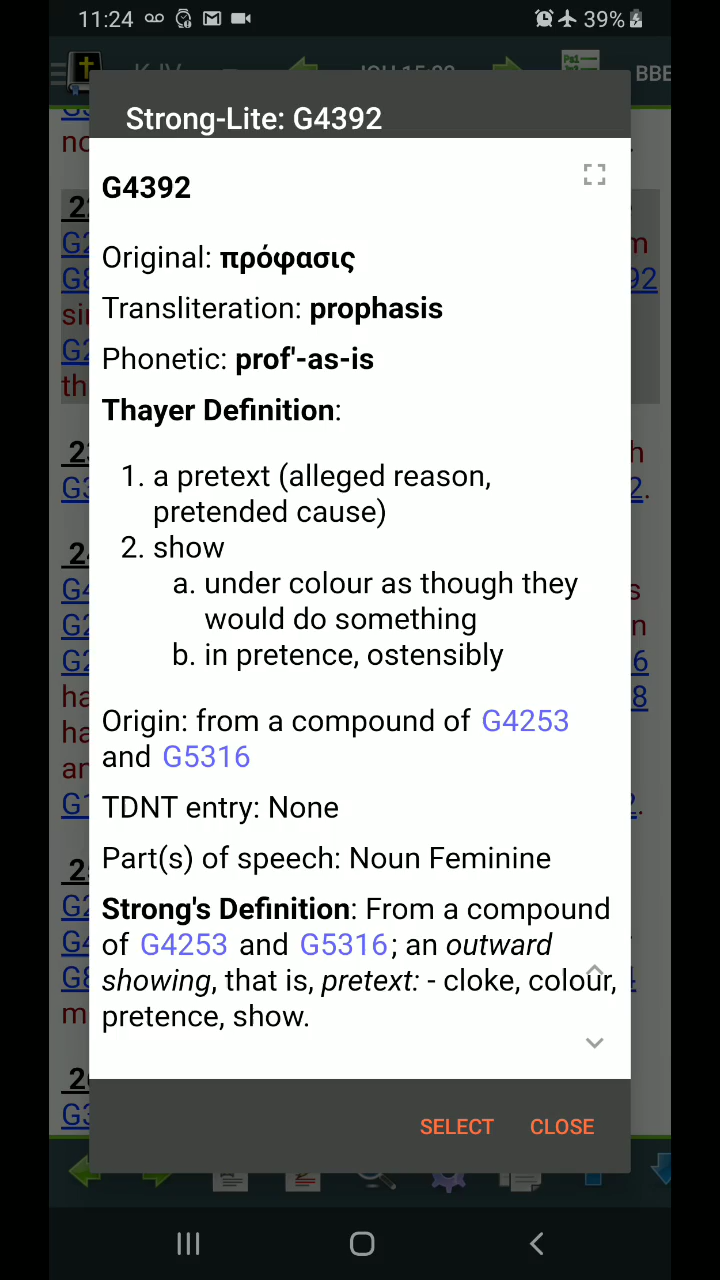 11:24
39%
BBE
Strong-Lite: G4392
G4392
Original: πρόφασις
Transliteration: prophasis
Phonetic: prof'-as-is
Thayer Definition:
1. a pretext (alleged reason,
pretended cause)
2. show
a. under colour as though they
would do something
b. in pretence, ostensibly
Origin: from a compound of G4253
and G5316
TDNT entry: None
Part(s) of speech: Noun Feminine
Strong's Definition: From a compound
of G4253 and G5316; an outward
showing, that is, pretext: - cloke, colour,
pretence, show.
SELECT CLOSE